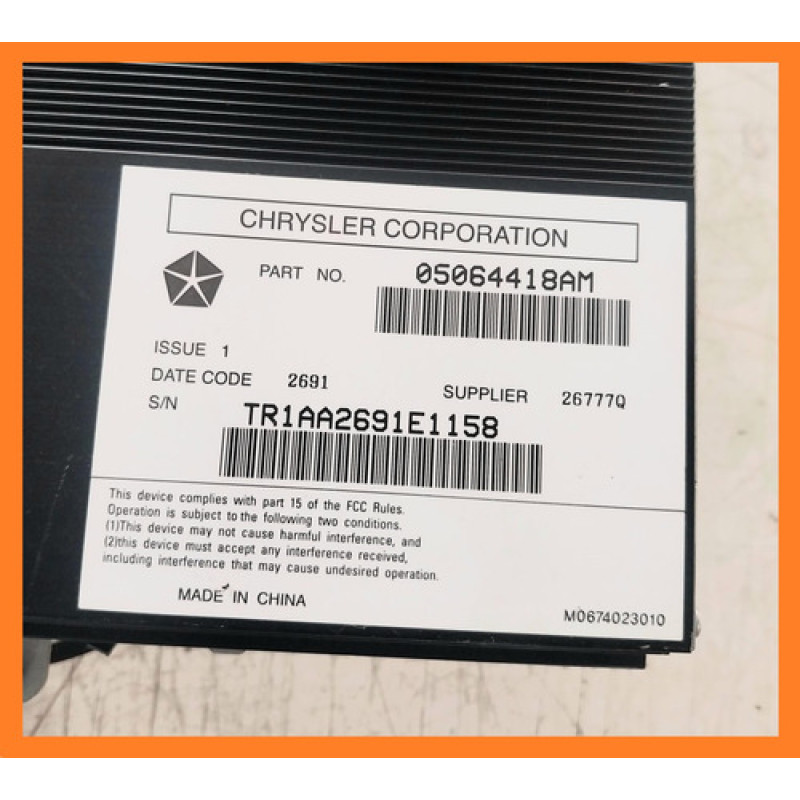 CHRYSLER CORPORATION
PART NO. 05064418AM
ISSUE 1
DATE CODE 2691
SUPPLIER 26777Q
S/N TR1AA2691E1158
This device complies with part 15 of the FCC Rules.
Operation is subject to the following two conditions.
(1)This device may not cause harmful interference, and
(2)this device must accept any interference received,
including interference that may cause undesired operation.
MADE IN CHINA
M0674023010